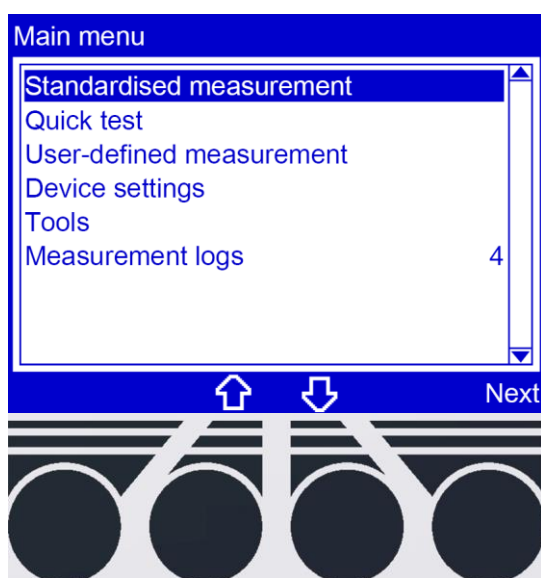 Main menu
Standardised measurement
Quick test
User-defined measurement
Device settings
Tools
Measurement logs 4
Next